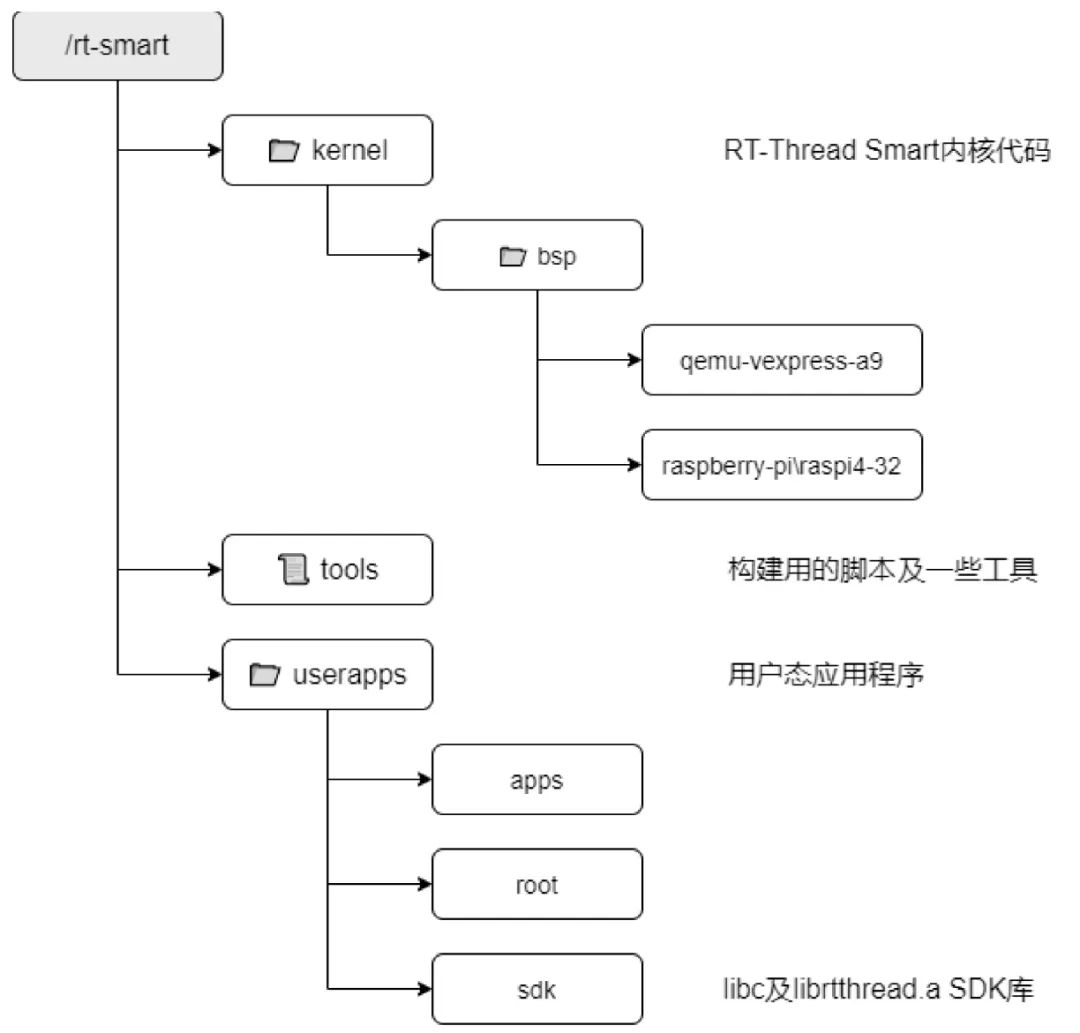 /rt-smart
kernel
RT-Thread Smart内核代码
bsp
qemu-vexpress-a9
raspberry-pi\raspi4-32
tools
构建用的脚本及一些工具
userapps
用户态应用程序
apps
root
sdk
libc及librtthread.a SDK库